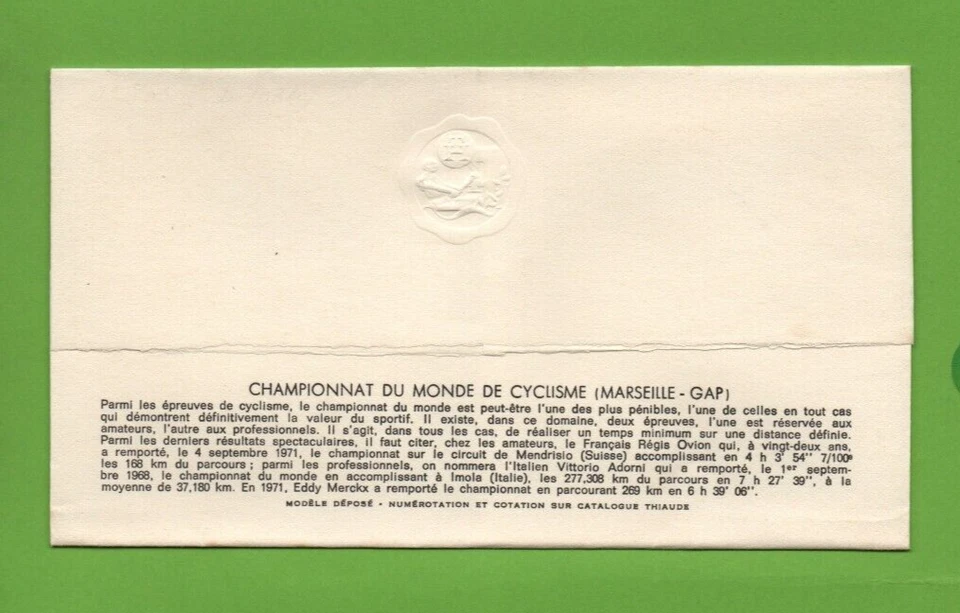 CHAMPIONNAT DU MONDE DE CYCLISME (MARSEILLE - GAP)
Parmi les épreuves de cyclisme, le championnat du monde est peut-être l'une des plus pénibles, l'une de celles en tout cas
qui démontrent définitivement la valeur du sportif. Il existe, dans ce domaine, deux épreuves, l'une est réservée aux
amateurs, l'autre aux professionnels. Il s'agit, dans tous les cas, de réaliser un temps minimum sur une distance définie.
Parmi les derniers résultats spectaculaires, il faut citer, chez les amateurs, le Français Régis Ovion qui, à vingt-deux ans,
a remporté, le 4 septembre 1971, le championnat sur le circuit de Mendrisio (Suisse) accomplissant en 4 h 3' 54'' 7/100e
les 168 km du parcours ; parmi les professionnels, on nommera l'Italien Vittorio Adorni qui a remporté, le 1er septem-
bre 1968, le championnat du monde en accomplissant à Imola (Italie), les 277,308 km du parcours en 7 h 27' 39'', à la
moyenne de 37,180 km. En 1971, Eddy Merckx a remporté le championnat en parcourant 269 km en 6 h 39' 06''.
MODÈLE DÉPOSÉ - NUMÉROTATION ET COTATION SUR CATALOGUE THIAUDE